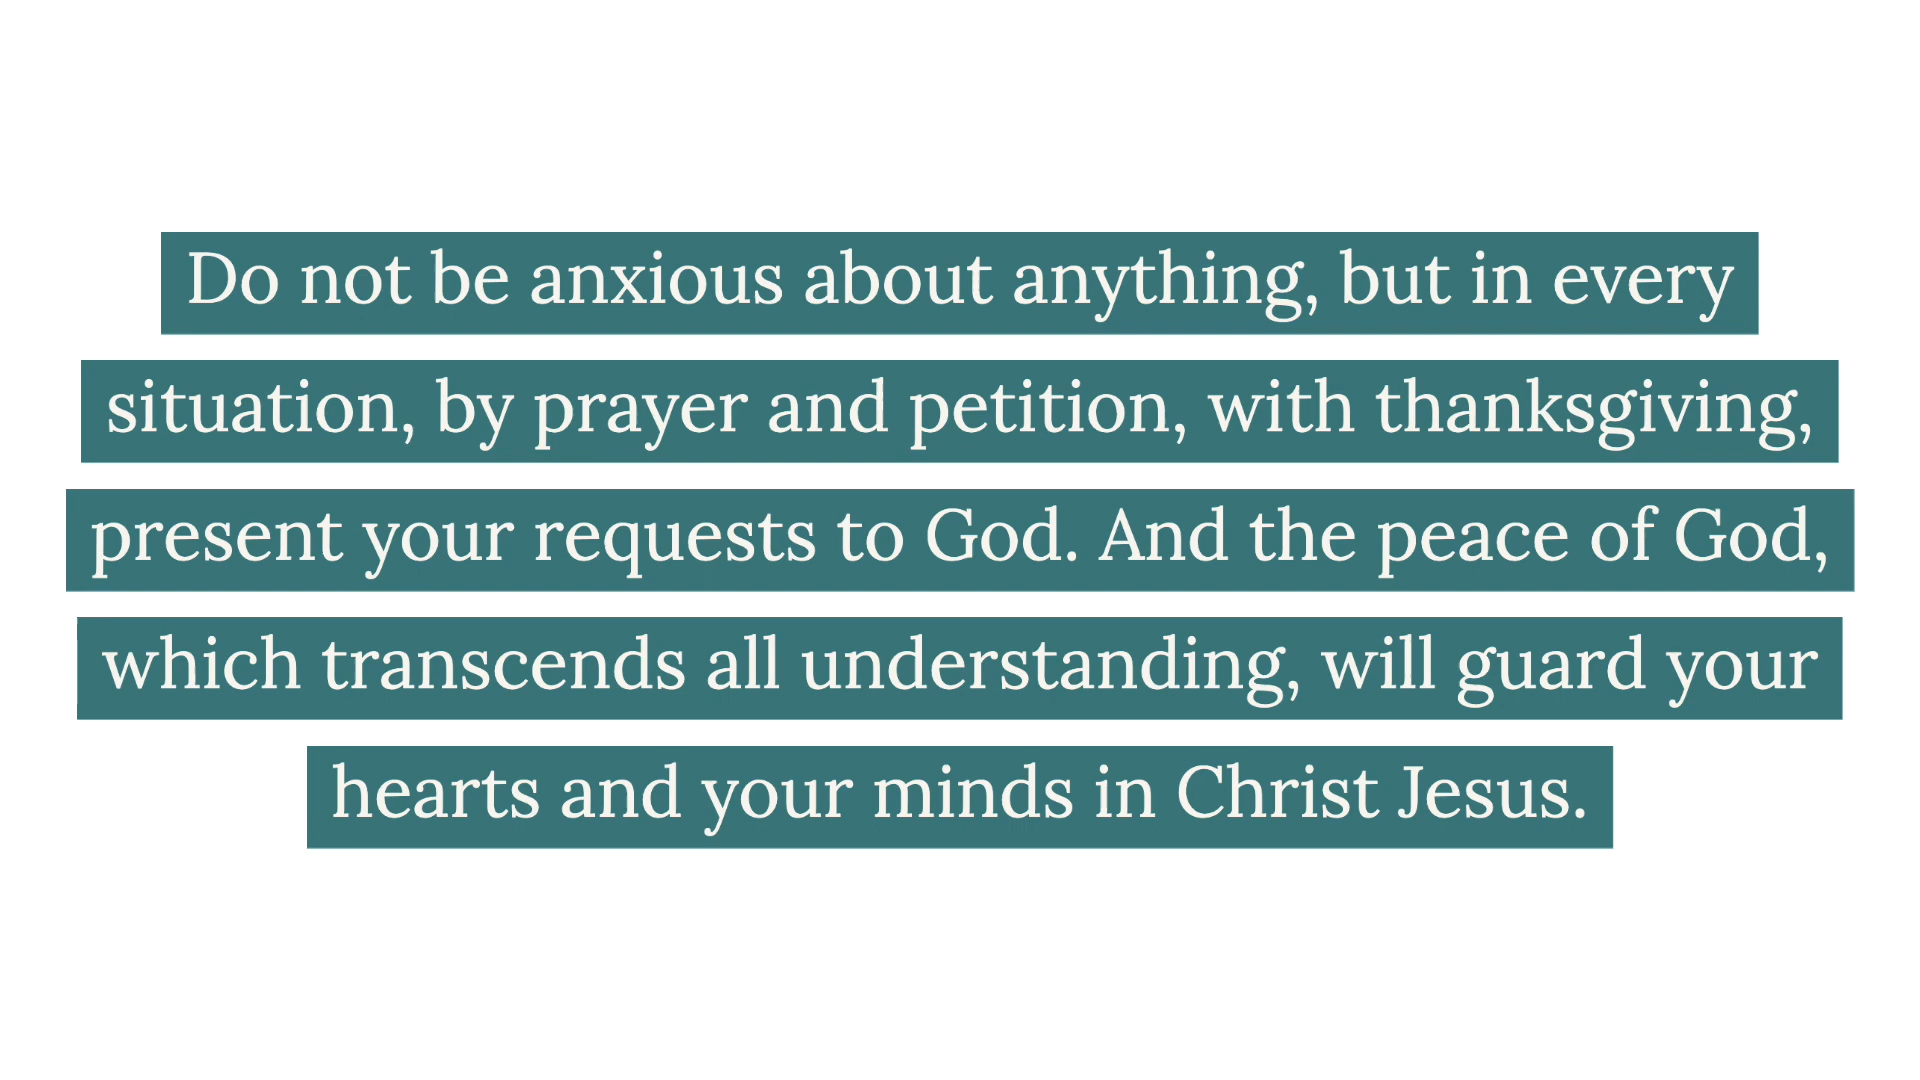 Do not be anxious about anything, but in every
situation, by prayer and petition, with thanksgiving,
present your requests to God. And the peace of God,
which transcends all understanding, will guard your
hearts and your minds in Christ Jesus.